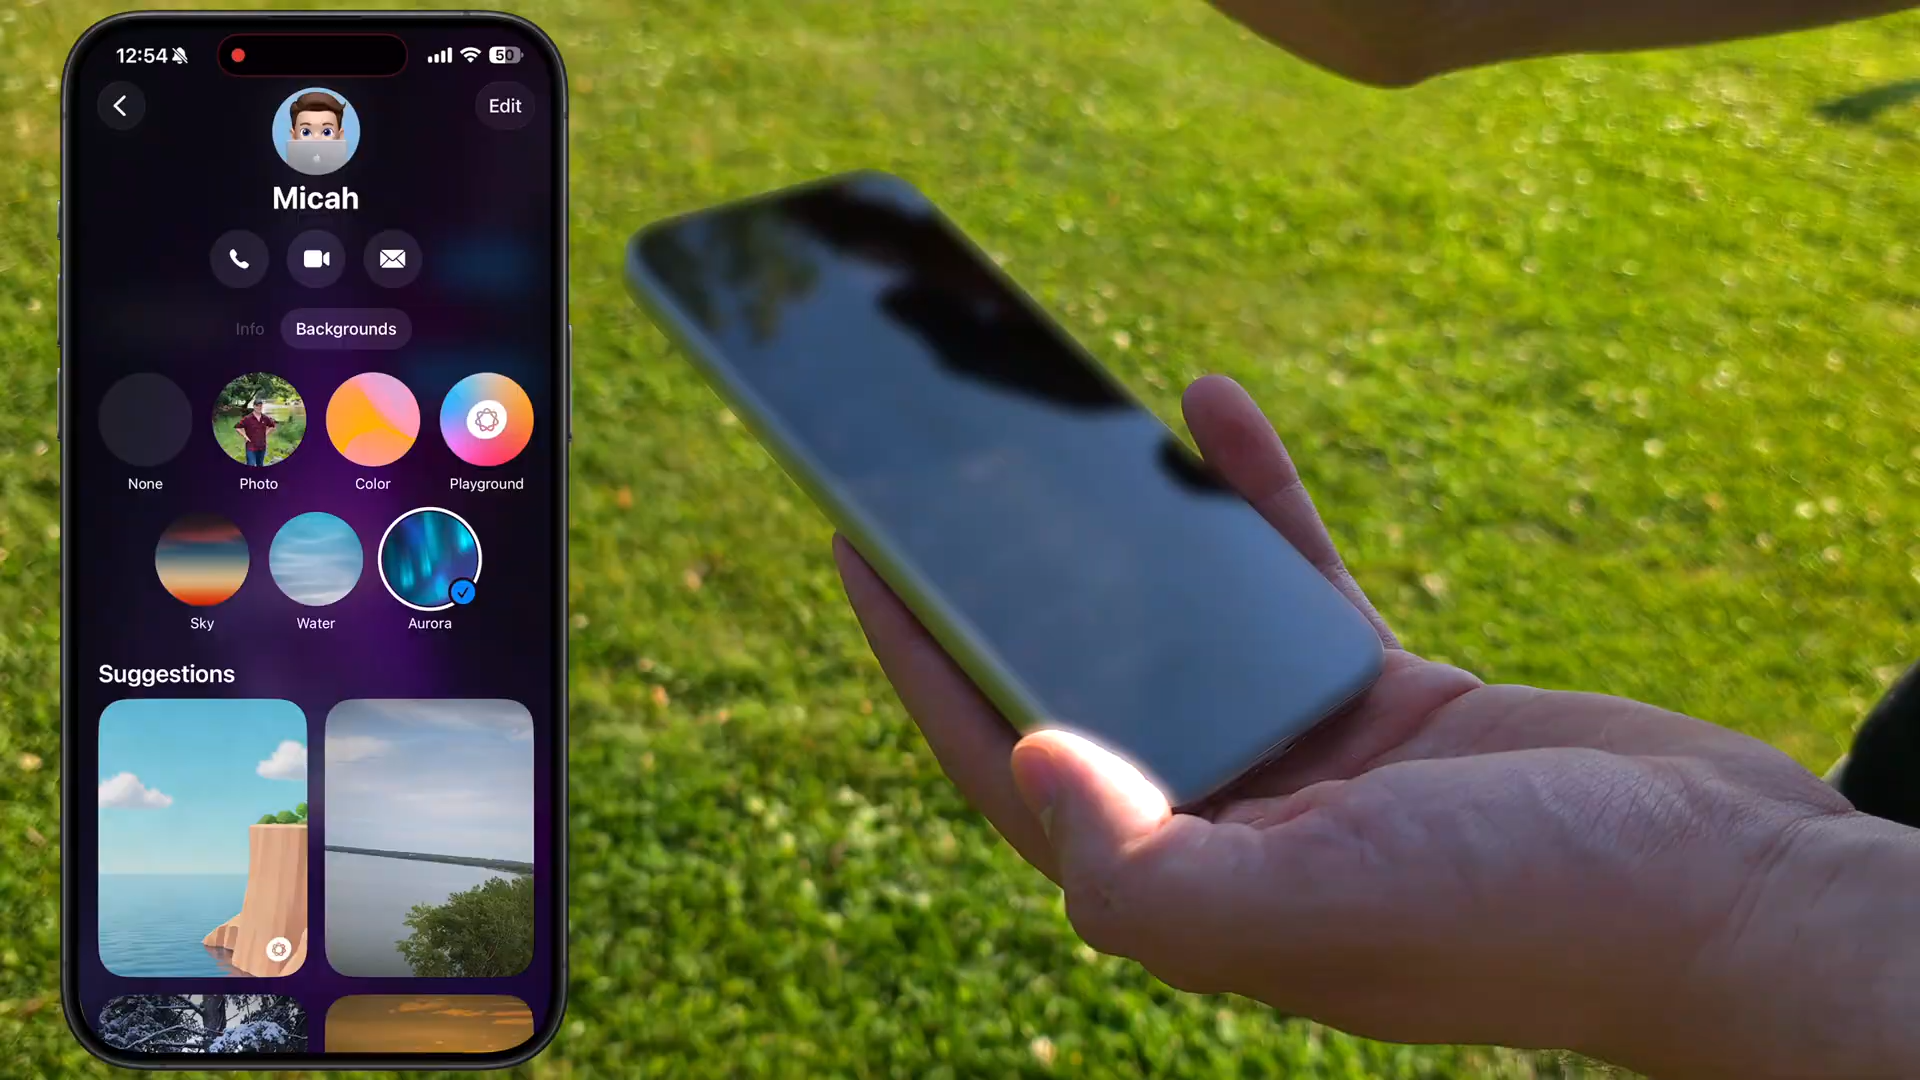 12:54
50
Edit
Micah
Info Backgrounds
None Photo Color Playground
Sky Water Aurora
Suggestions